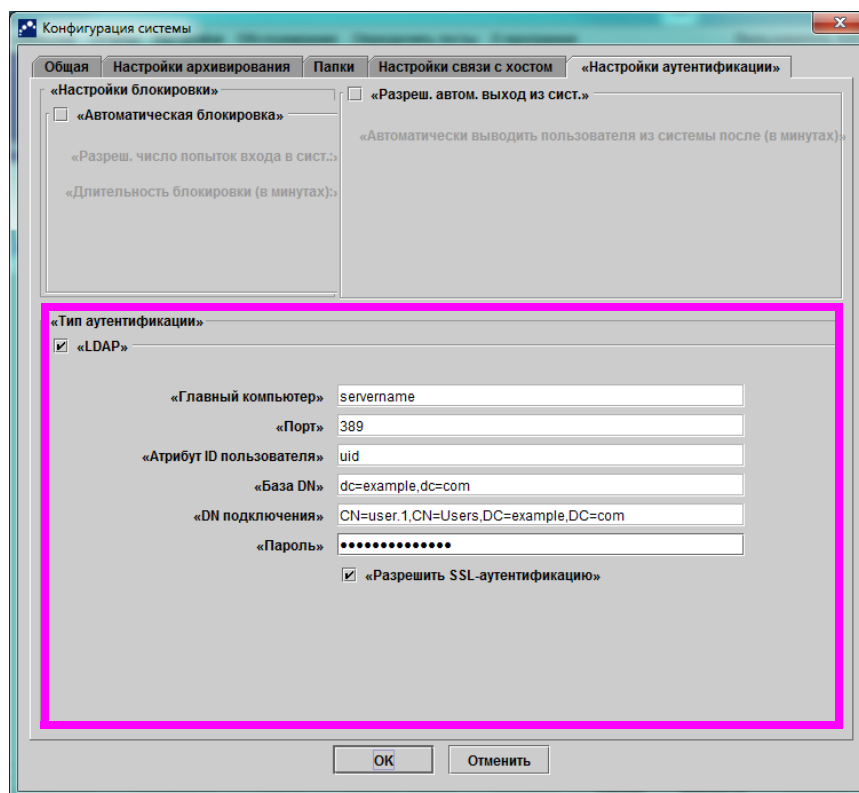 Конфигурация системы
Общая Настройки архивирования Папки Настройки связи с хостом «Настройки аутентификации»
«Настройки блокировки»
«Автоматическая блокировка»
«Разреш. число попыток входа в сист.:»
«Длительность блокировки (в минутах):»
«Разреш. автом. выход из сист.»
«Автоматически выводить пользователя из системы после (в минутах):»
«Тип аутентификации»
«LDAP»
«Главный компьютер» servername
«Порт» 389
«Атрибут ID пользователя» uid
«База DN» dc=example,dc=com
«DN подключения» CN=user.1,CN=Users,DC=example,DC=com
«Пароль» ••••••••••••••
«Разрешить SSL-аутентификацию»
OK Отменить